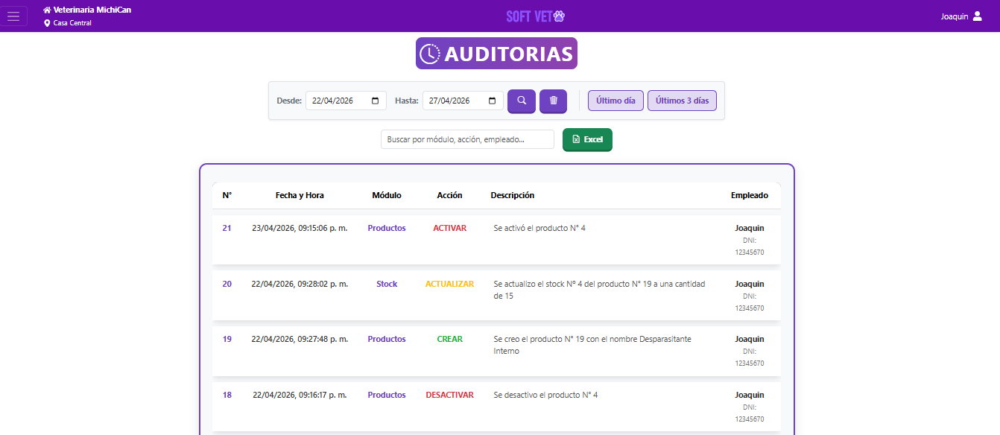 Veterinaria MichiCan
Casa Central
SOFT VET
Joaquin
AUDITORIAS
Desde: 22/04/2026 Hasta: 27/04/2026 Último día Últimos 3 días
Buscar por módulo, acción, empleado... Excel
N° Fecha y Hora Módulo Acción Descripción Empleado
21 23/04/2026, 09:15:06 p. m. Productos ACTIVAR Se activó el producto N° 4 Joaquin
DNI:
12345670
20 22/04/2026, 09:28:02 p. m. Stock ACTUALIZAR Se actualizo el stock Nº 4 del producto N° 19 a una cantidad Joaquin
de 15 DNI:
12345670
19 22/04/2026, 09:27:48 p. m. Productos CREAR Se creo el producto N° 19 con el nombre Desparasitante Joaquin
Interno DNI:
12345670
18 22/04/2026, 09:16:17 p. m. Productos DESACTIVAR Se desactivo el producto N° 4 Joaquin
DNI:
12345670